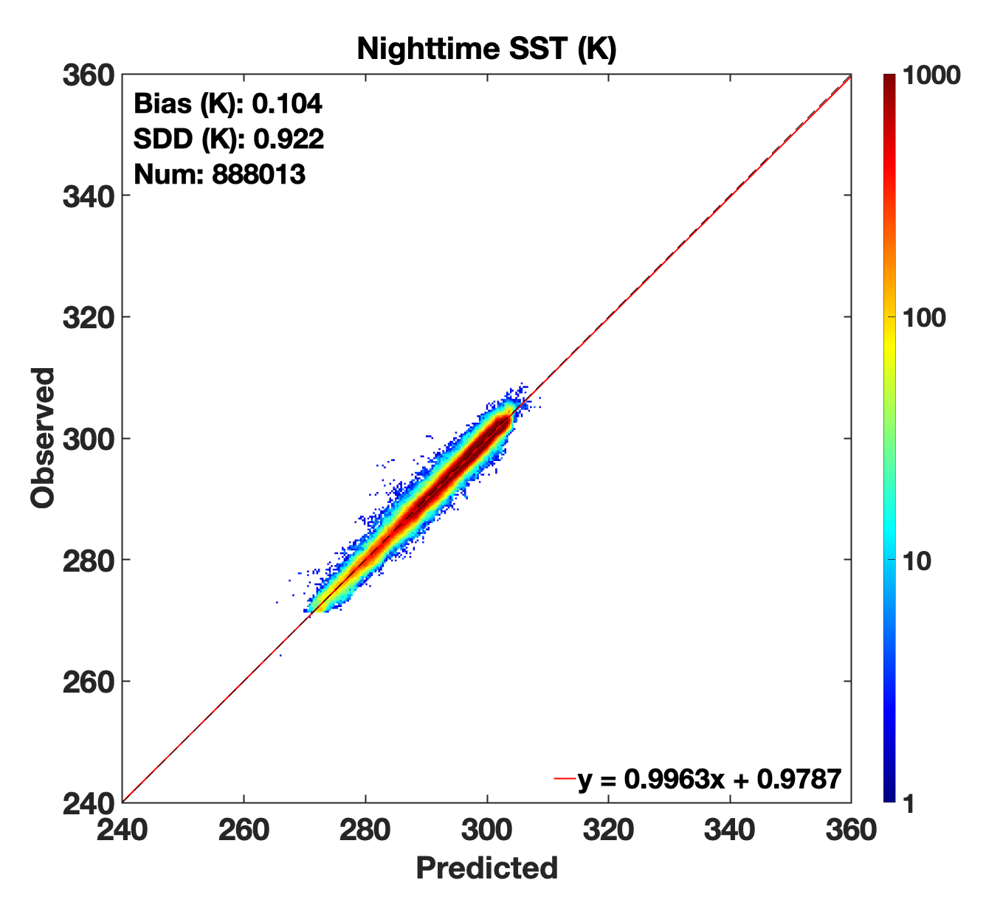 Nighttime SST (K)
360
340
320
300
280
260
240
Observed
Bias (K): 0.104
SDD (K): 0.922
Num: 888013
y = 0.9963x + 0.9787
240 260 280 300 320 340 360
Predicted
1000
100
10
1